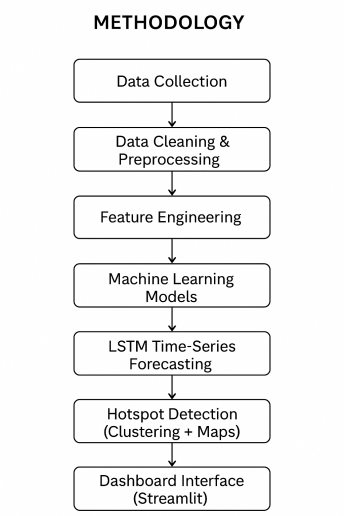 METHODOLOGY
Data Collection
Data Cleaning &
Preprocessing
Feature Engineering
Machine Learning
Models
LSTM Time-Series
Forecasting
Hotspot Detection
(Clustering + Maps)
Dashboard Interface
(Streamlit)